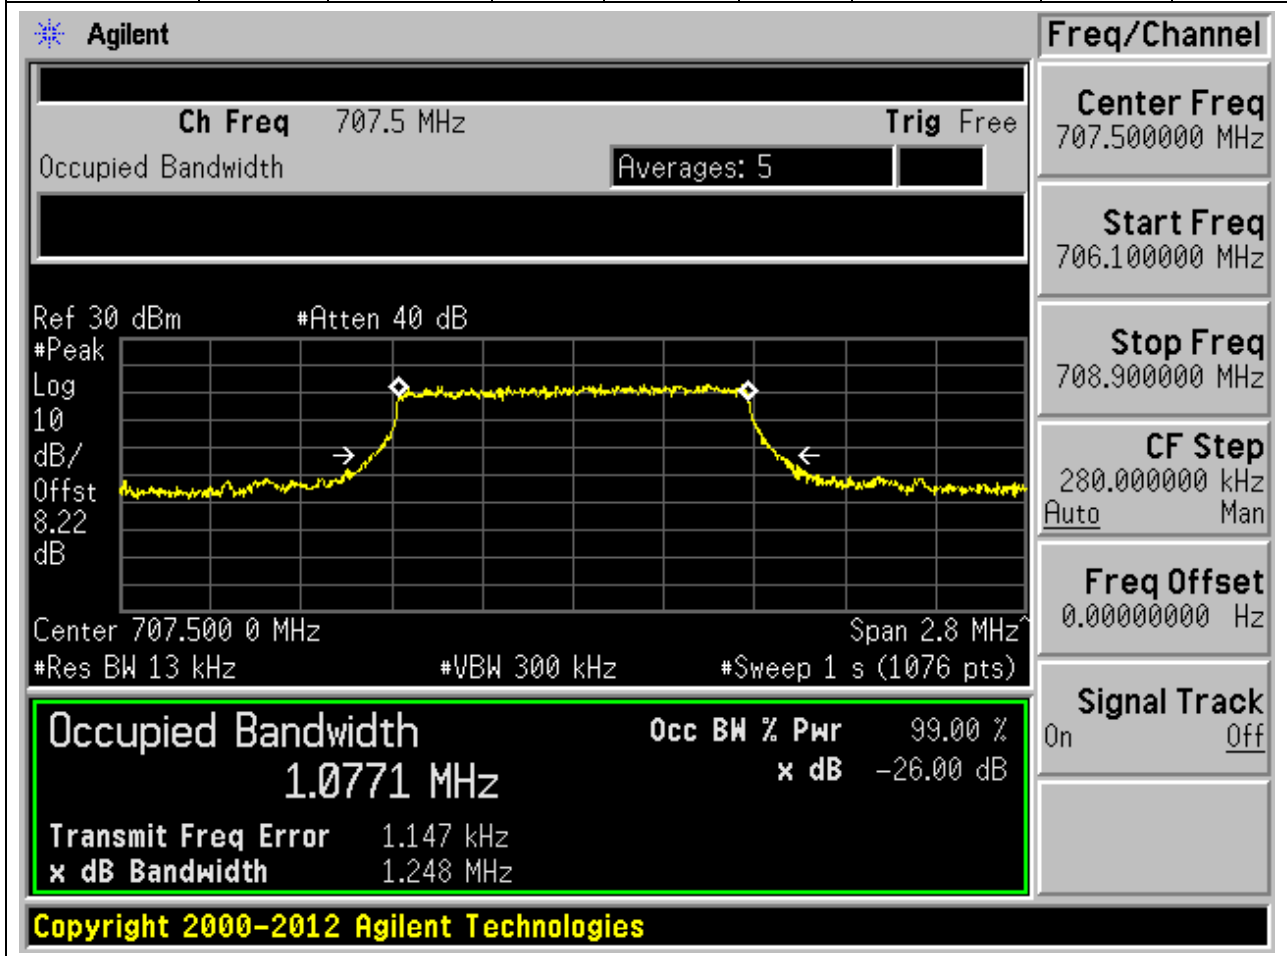 Agilent
Freq/Channel
Ch Freq 707.5 MHz Trig Free
Occupied Bandwidth Averages: 5
Center Freq
707.500000 MHz
Start Freq
706.100000 MHz
Stop Freq
708.900000 MHz
CF Step
280.000000 kHz
Auto Man
Freq Offset
0.00000000 Hz
Signal Track
On Off
Ref 30 dBm #Atten 40 dB
#Peak
Log
10
dB/
Offst
8.22
dB
Center 707.500 0 MHz Span 2.8 MHz^
#Res BW 13 kHz #VBW 300 kHz #Sweep 1 s (1076 pts)
Occupied Bandwidth Occ BW % Pwr 99.00 %
1.0771 MHz x dB -26.00 dB
Transmit Freq Error 1.147 kHz
x dB Bandwidth 1.248 MHz
Copyright 2000-2012 Agilent Technologies